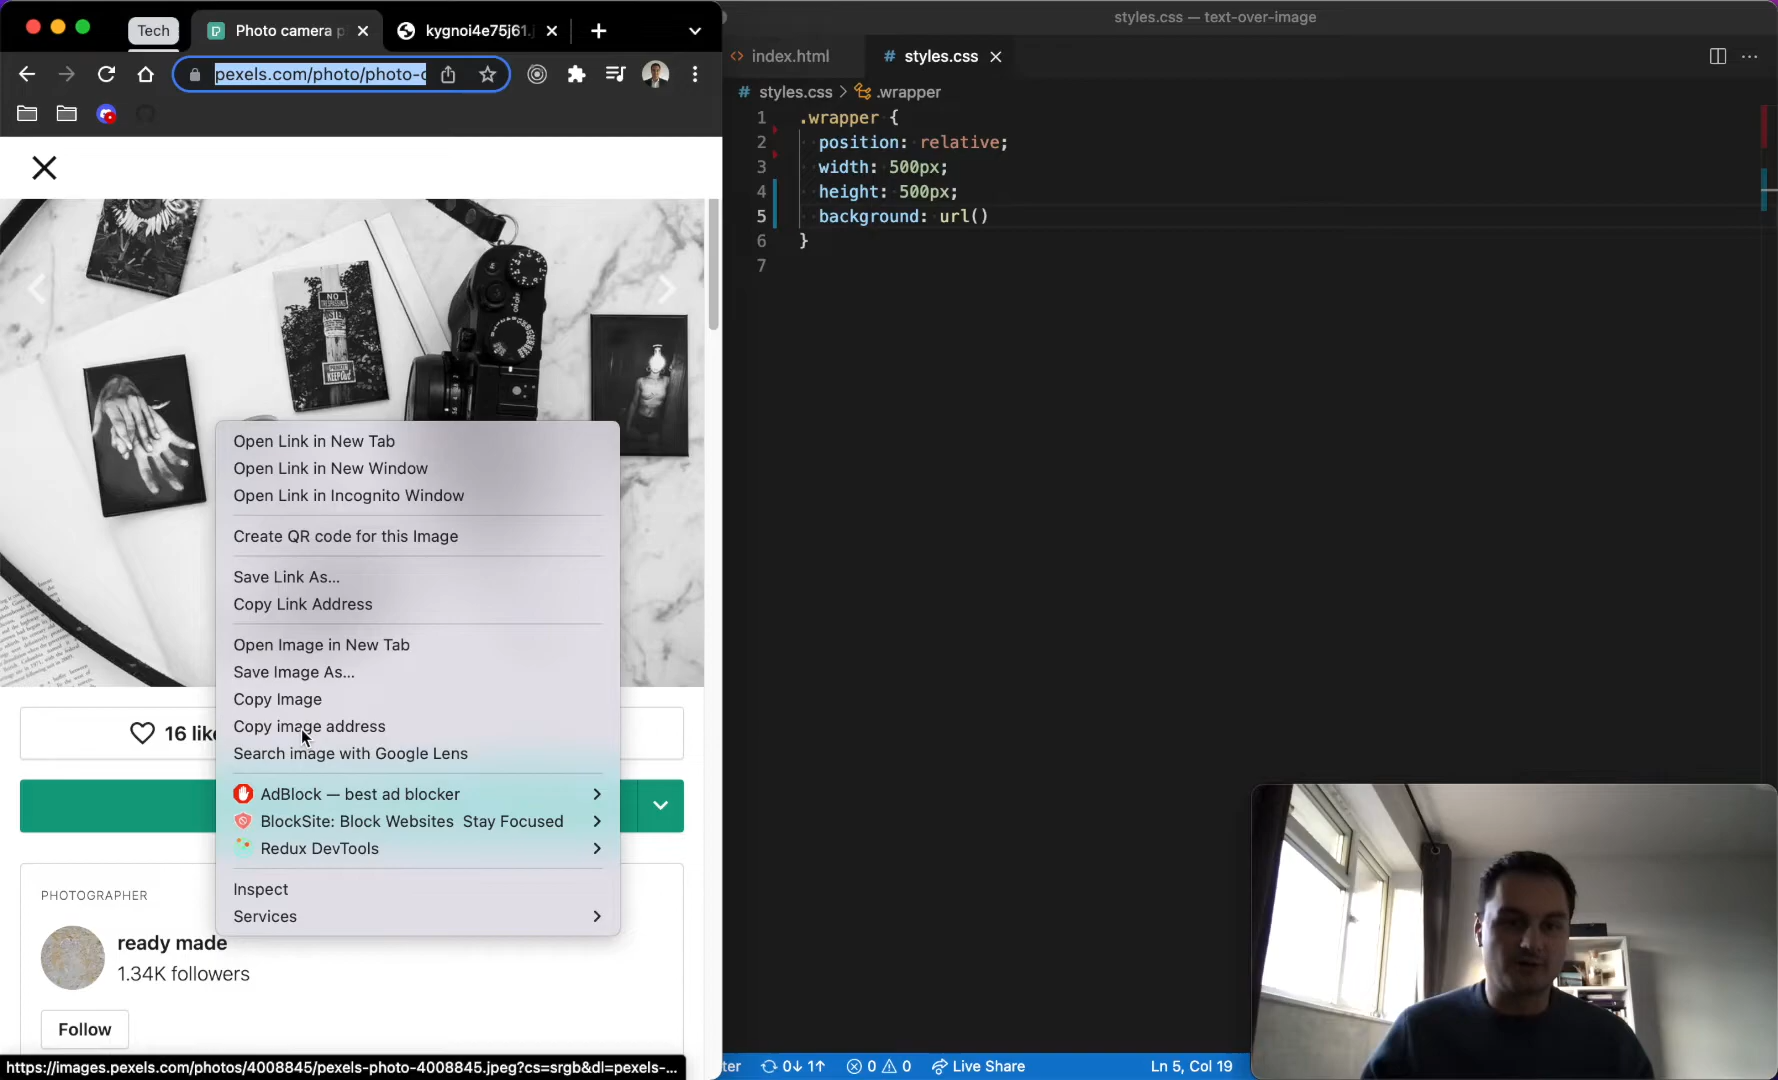 styles.css — text-over-image
Tech
Photo camera p
kygnoi4e75j61.j
pexels.com/photo/photo-c
index.html
# styles.css
# styles.css > .wrapper
1 .wrapper {
2 position: relative;
3 width: 500px;
4 height: 500px;
5 background: url()
6 }
7
NO
TRESPASSING
KEEP OUT
Open Link in New Tab
Open Link in New Window
Open Link in Incognito Window
Create QR code for this Image
Save Link As...
Copy Link Address
Open Image in New Tab
Save Image As...
Copy Image
Copy image address
Search image with Google Lens
AdBlock — best ad blocker
BlockSite: Block Websites Stay Focused
Redux DevTools
Inspect
Services
16 like
PHOTOGRAPHER
ready made
1.34K followers
Follow
https://images.pexels.com/photos/4008845/pexels-photo-4008845.jpeg?cs=srgb&dl=pexels-...
ter 0↓ 1↑ 0 0 Live Share Ln 5, Col 19